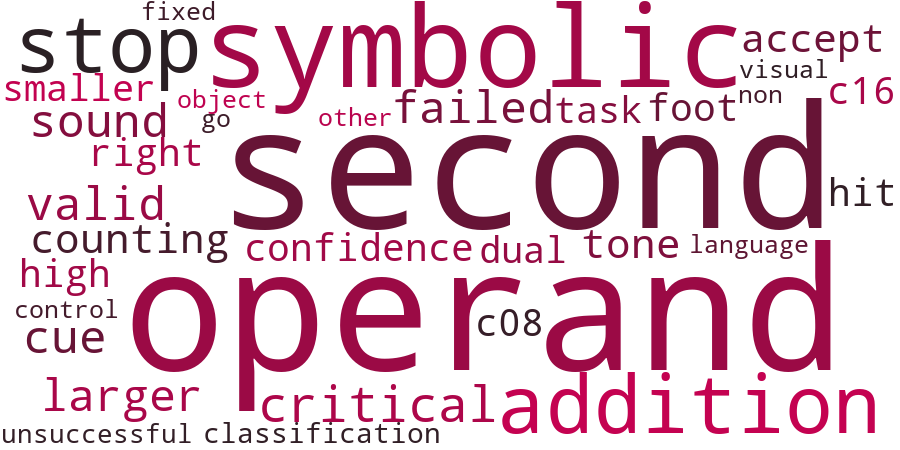 fixed
stop symbolic accept
visual
smaller object failed task foot non c16
sound go other
right second
valid hit
counting confidence dual tone language
high operand
control
cue c08
larger critical addition
unsuccessful classification